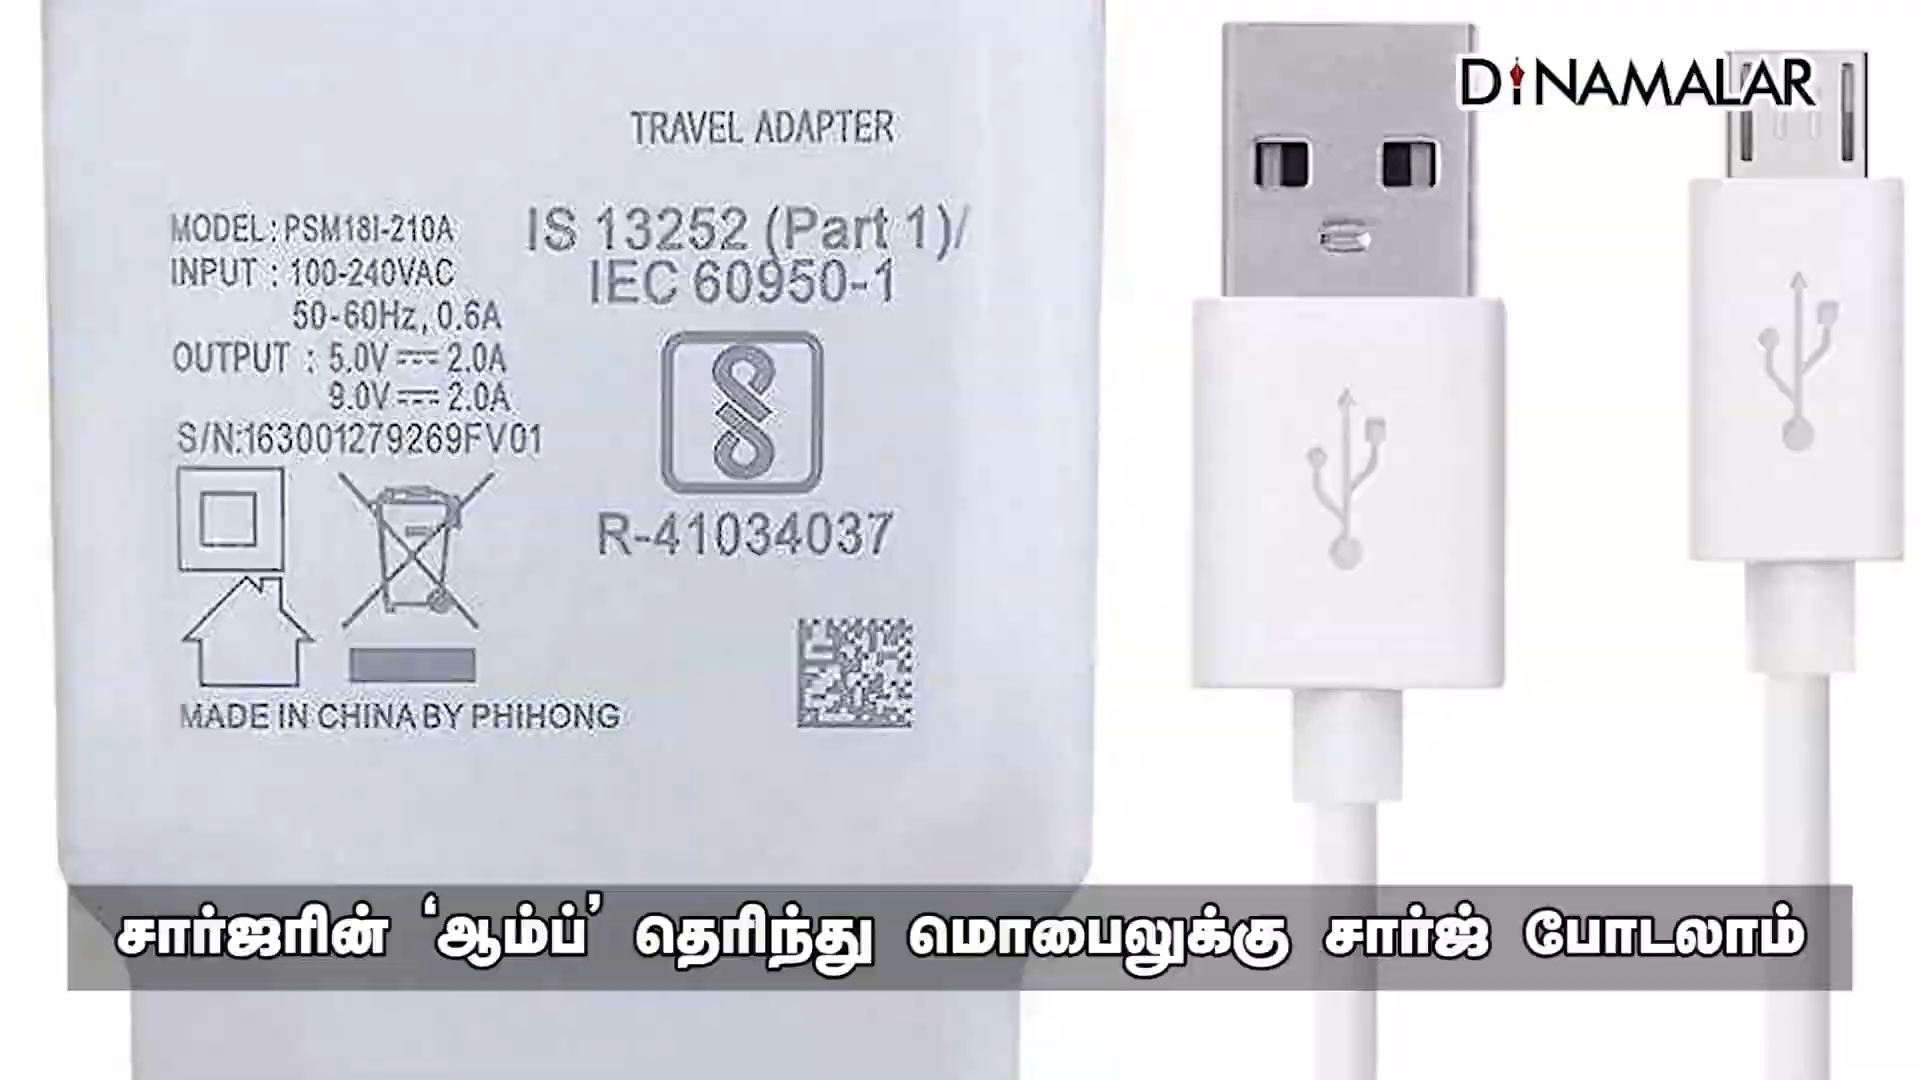 DINAMALAR
TRAVEL ADAPTER
MODEL : PSM18I-210A
INPUT : 100-240VAC
50-60Hz, 0.6A
OUTPUT : 5.0V ⎓ 2.0A
9.0V ⎓ 2.0A
S/N:163001279269FV01
IS 13252 (Part 1)/
IEC 60950-1
R-41034037
MADE IN CHINA BY PHIHONG
சார்ஜரின் ‘ஆம்ப்’ தெரிந்து மொபைலுக்கு சார்ஜ் போடலாம்